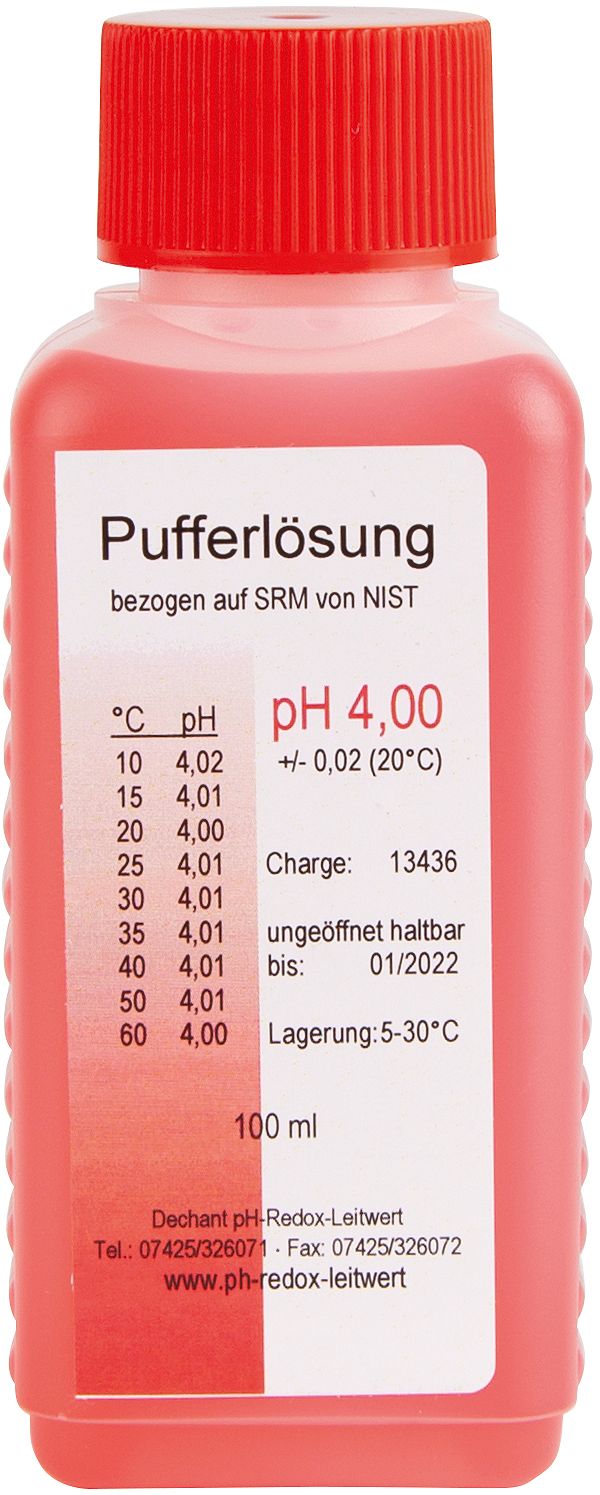 Pufferlösung
bezogen auf SRM von NIST
pH 4,00
+/- 0,02 (20°C)
°C pH
10 4,02
15 4,01
20 4,00
25 4,01
30 4,01
35 4,01
40 4,01
50 4,01
60 4,00
Charge: 13436
ungeöffnet haltbar
bis: 01/2022
Lagerung:5-30°C
100 ml
Dechant pH-Redox-Leitwert
Tel.: 07425/326071 · Fax: 07425/326072
www.ph-redox-leitwert